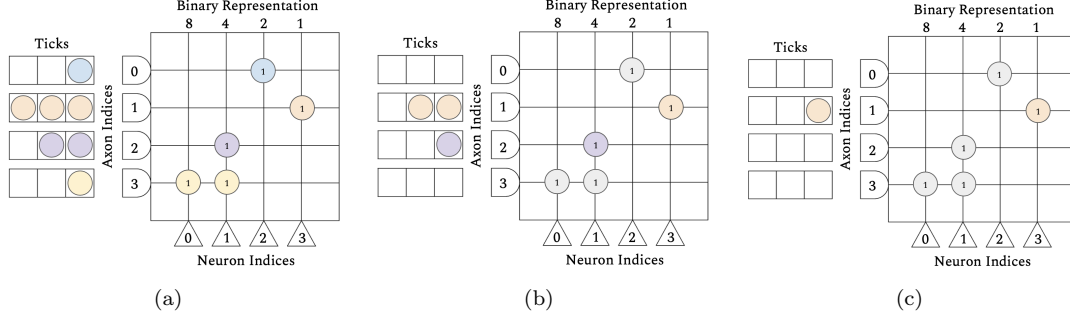 Binary Representation
8 4 2 1
Ticks
Axon Indices
0
1
1
1
2
1
3
1 1
0 1 2 3
Neuron Indices
(a)
Binary Representation
8 4 2 1
Ticks
Axon Indices
0
1
1
1
2
1
3
1 1
0 1 2 3
Neuron Indices
(b)
Binary Representation
8 4 2 1
Ticks
Axon Indices
0
1
1
1
2
1
3
1 1
0 1 2 3
Neuron Indices
(c)